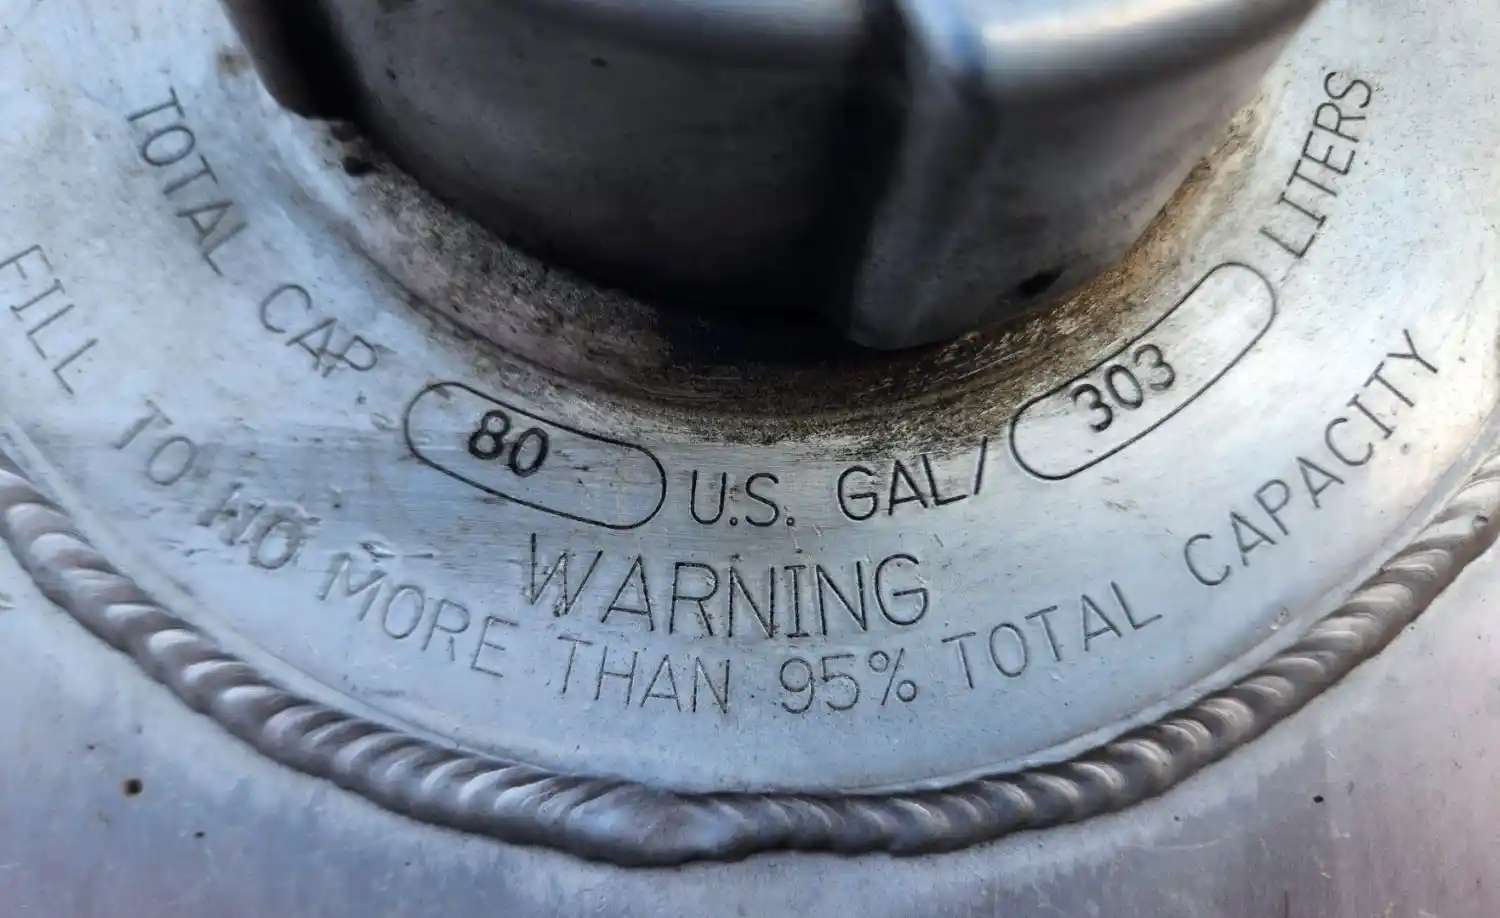 TOTAL CAP. 80 U.S. GAL/ 303 LITERS
WARNING
FILL TO NO MORE THAN 95% TOTAL CAPACITY